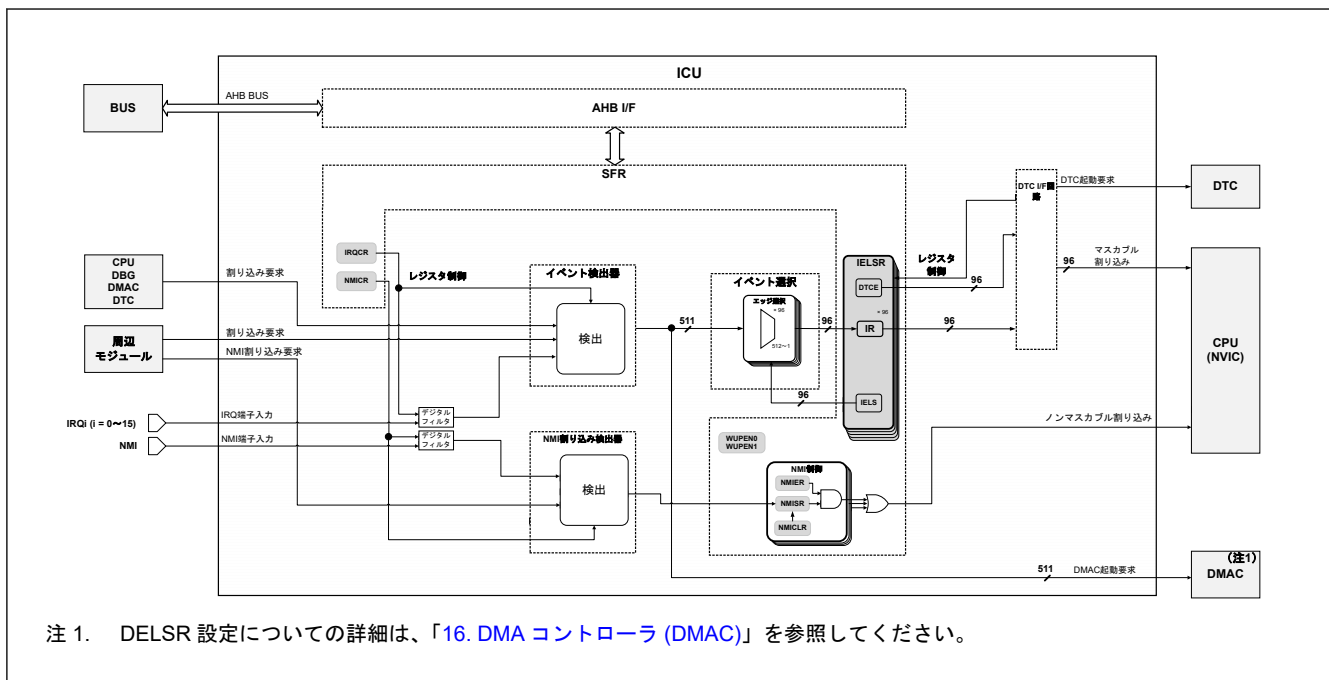 ICU
BUS
AHB BUS
AHB I/F
SFR
DTC I/F回
路
DTC起動要求
DTC
IRQCR
NMICR
レジスタ制御
CPU
DBG
DMAC
DTC
割り込み要求
イベント検出器
検出
511
イベント選択
エッジ選択
= 96
512～1
96
96
IELSR
DTCE
= 96
IR
IELS
レジスタ
制御
96
96
マスカブル
96
割り込み
CPU
(NVIC)
周辺
モジュール
割り込み要求
NMI割り込み要求
IRQi (i = 0～15)
IRQ端子入力
デジタル
フィルタ
NMI
NMI端子入力
デジタル
フィルタ
NMI割り込み検出器
検出
WUPEN0
WUPEN1
NMI制御
NMIER
NMISR
NMICLR
ノンマスカブル割り込み
511
DMAC起動要求
(注1)
DMAC
注 1. DELSR 設定についての詳細は、「16. DMA コントローラ (DMAC)」を参照してください。